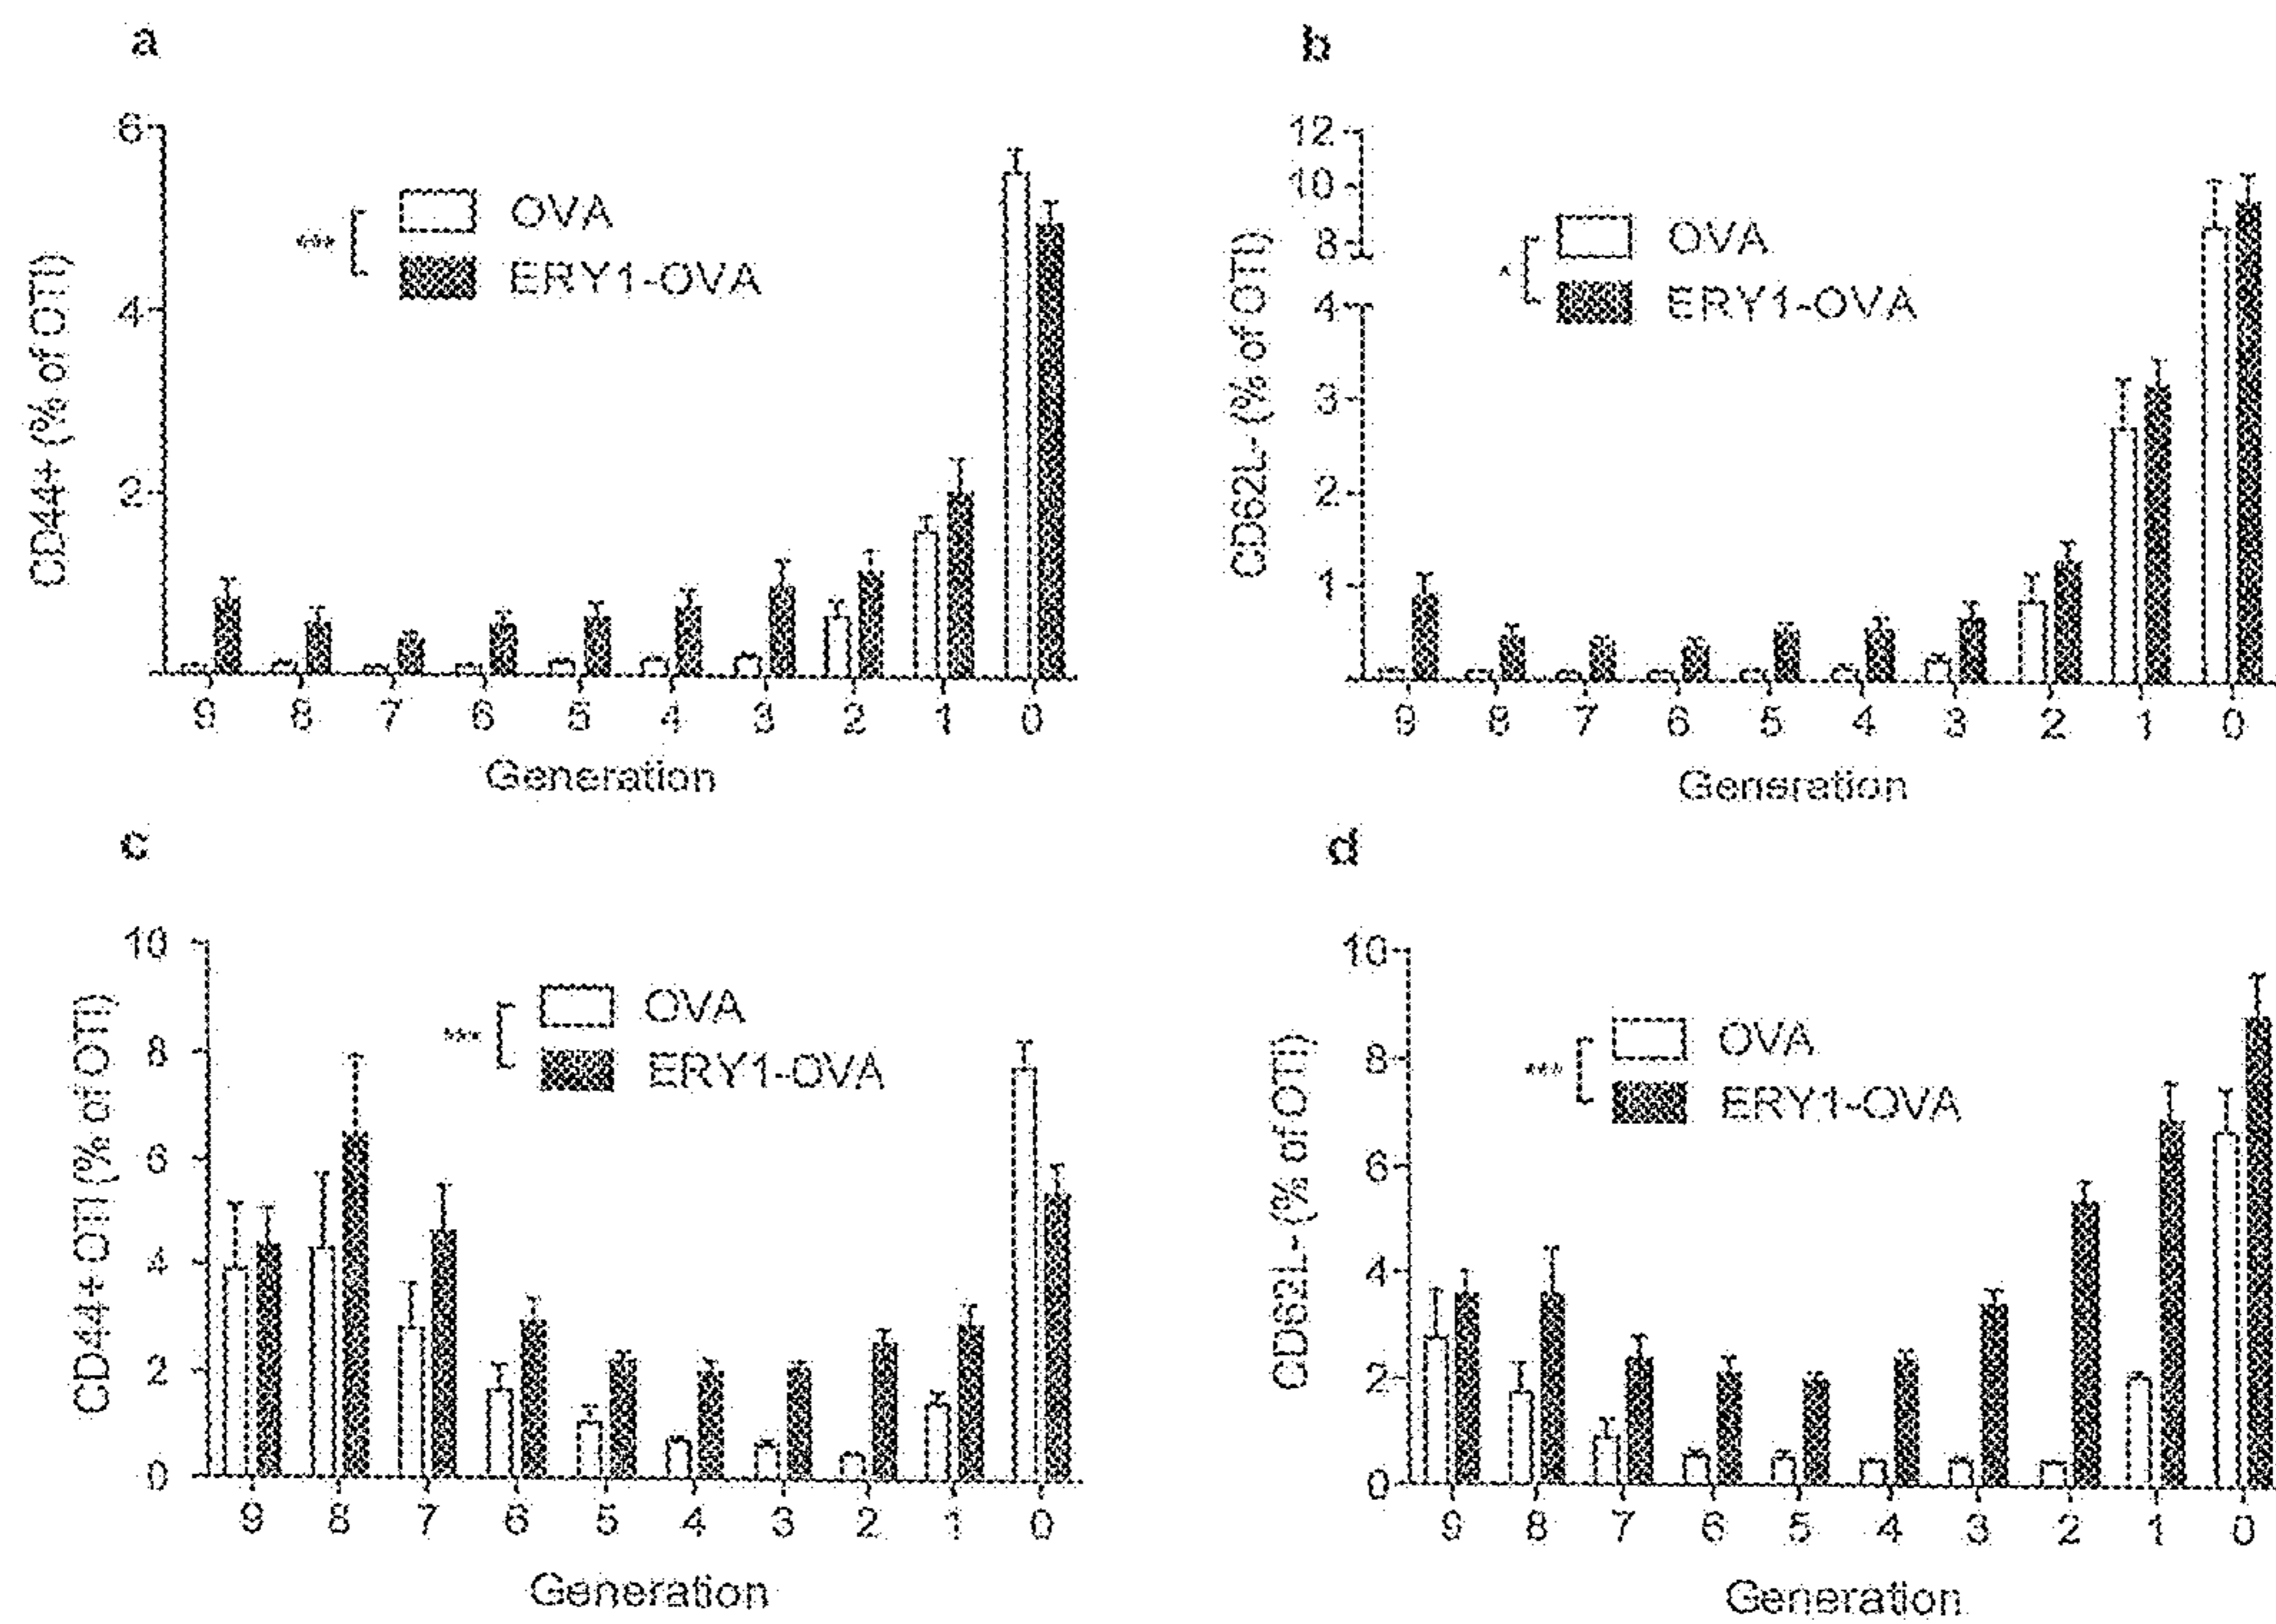 a
6
4
2
CD44+ (% of OTI)
*** OVA
ERY1-OVA
9 8 7 6 5 4 3 2 1 0
Generation
b
12
10
8
4
3
2
1
CD62L- (% of OTI)
* OVA
ERY1-OVA
9 8 7 6 5 4 3 2 1 0
Generation
c
10
8
6
4
2
0
CD44+ OTI (% of OTI)
*** OVA
ERY1-OVA
9 8 7 6 5 4 3 2 1 0
Generation
d
10
8
6
4
2
0
CD62L- (% of OTI)
*** OVA
ERY1-OVA
9 8 7 6 5 4 3 2 1 0
Generation